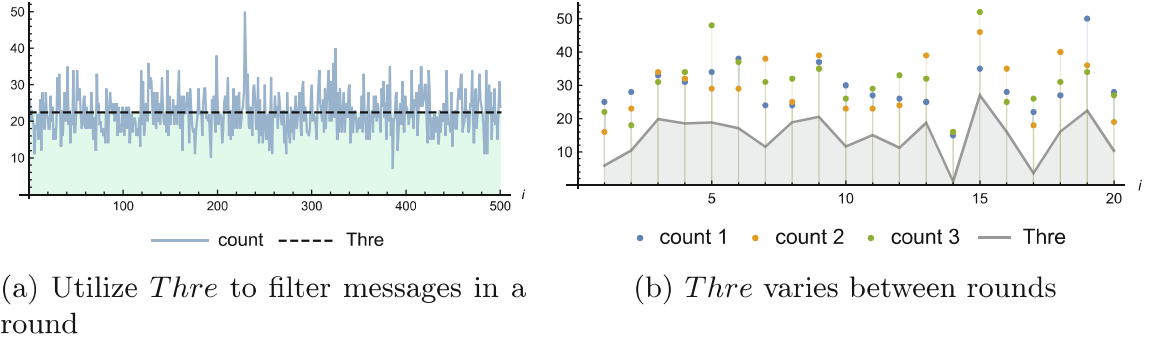 50
40
30
20
10
100 200 300 400 500 i
count Thre
(a) Utilize Thre to filter messages in a
round
50
40
30
20
10
5 10 15 20 i
count 1 count 2 count 3 Thre
(b) Thre varies between rounds